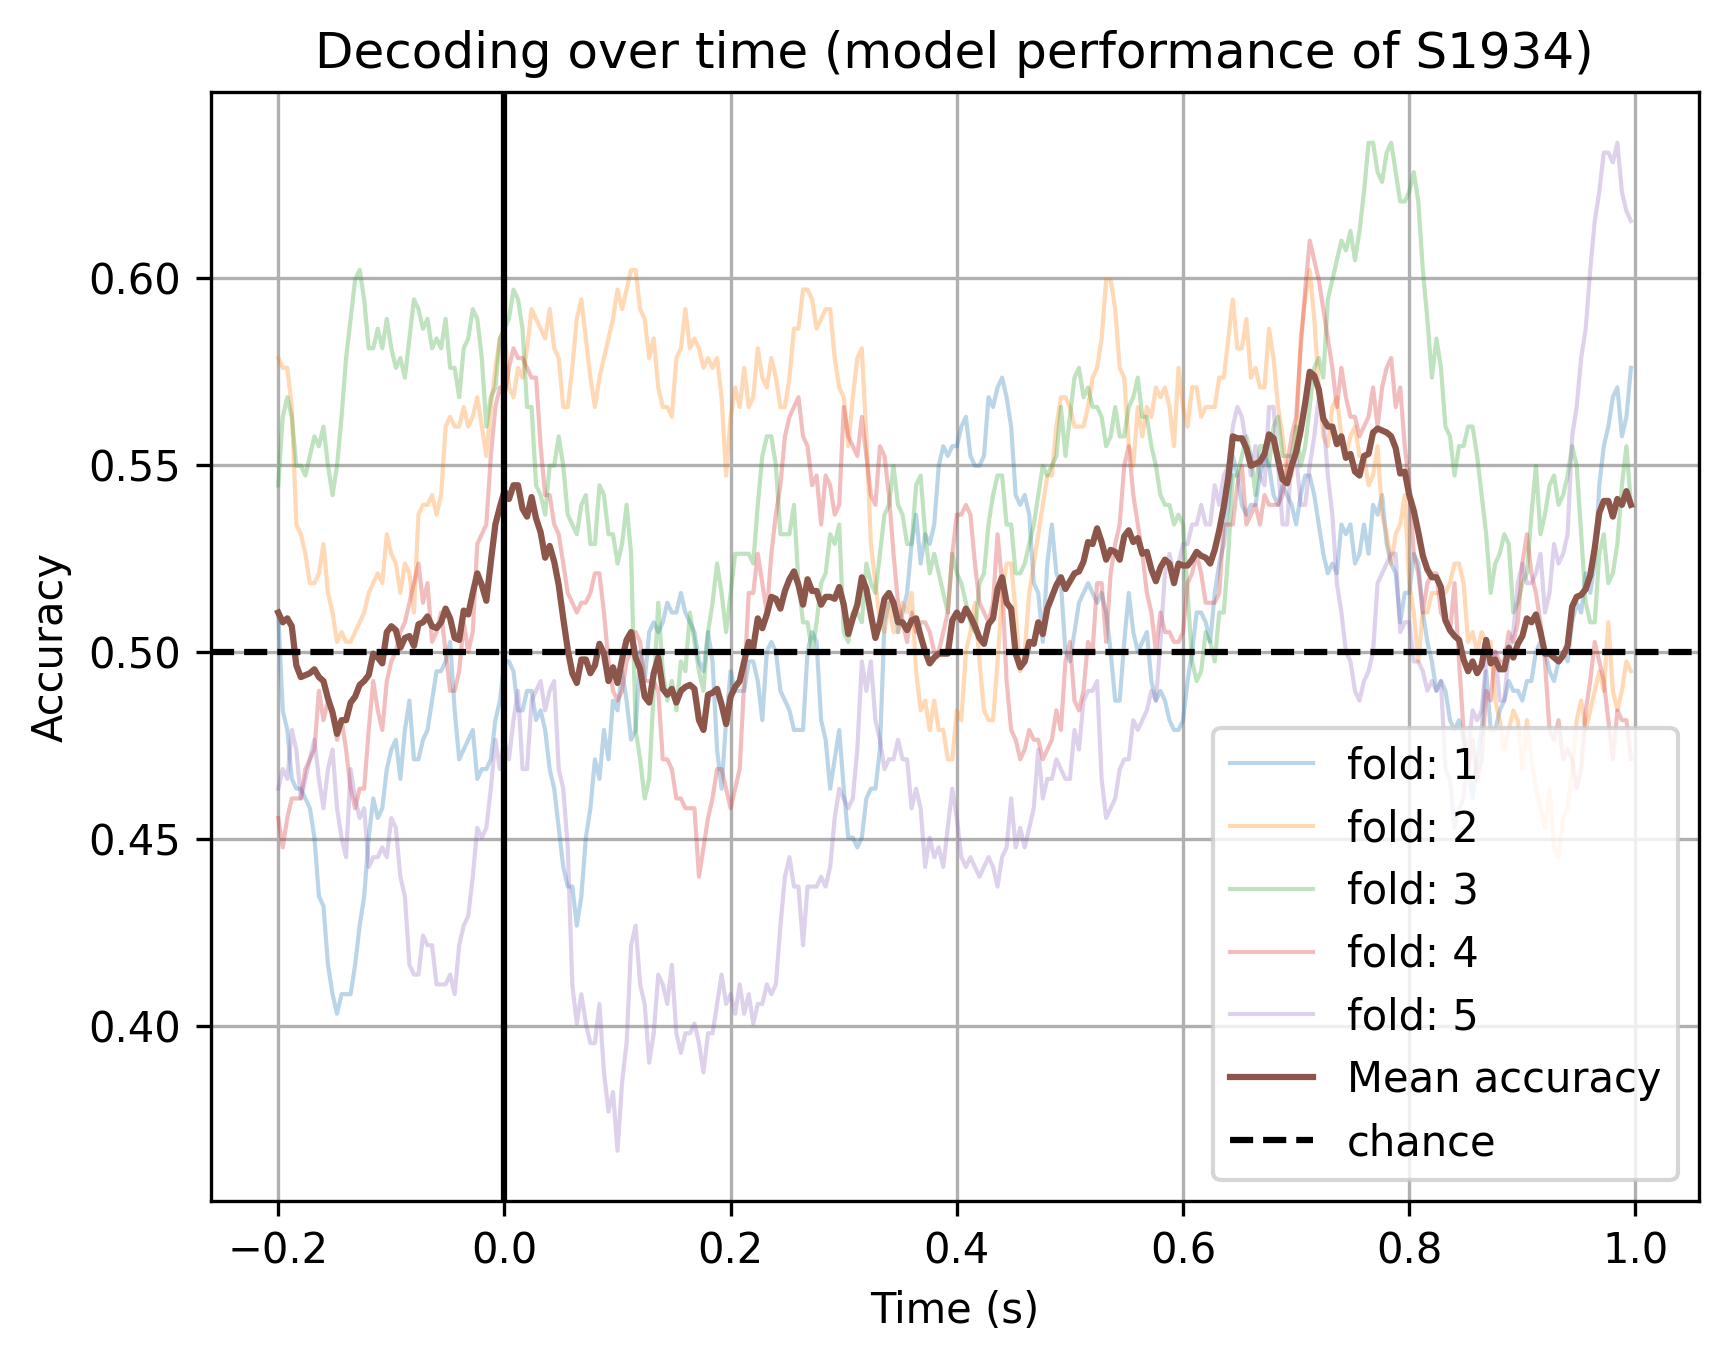 Decoding over time (model performance of S1934)
Accuracy
0.60
0.55
0.50
0.45
0.40
−0.2
0.0
0.2
0.4
0.6
0.8
1.0
Time (s)
fold: 1
fold: 2
fold: 3
fold: 4
fold: 5
Mean accuracy
chance